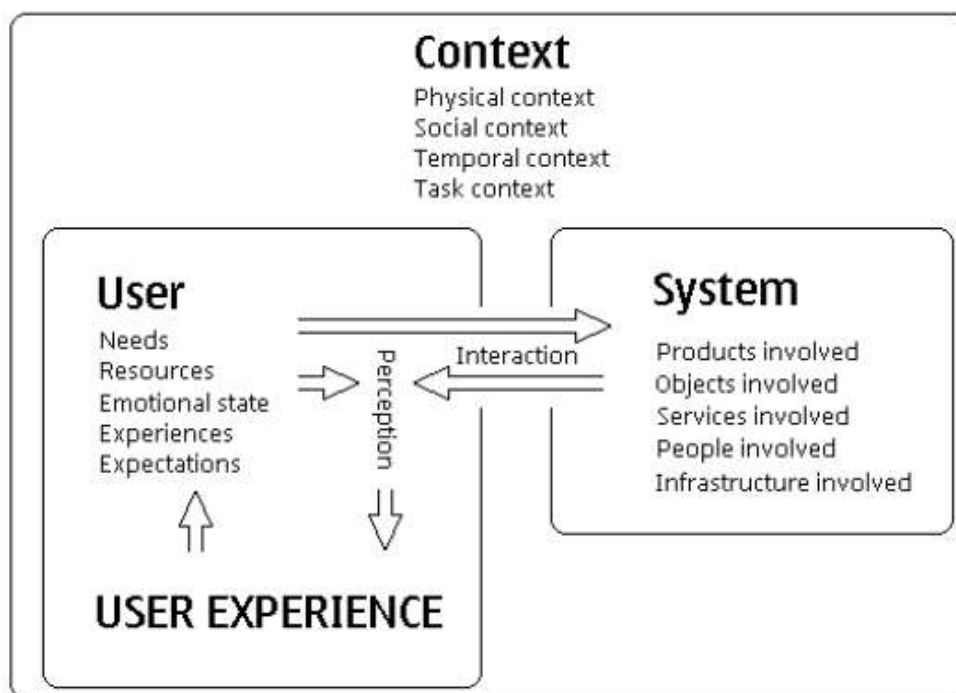 Context
Physical context
Social context
Temporal context
Task context
User
Needs
Resources
Emotional state
Experiences
Expectations
Perception
Interaction
System
Products involved
Objects involved
Services involved
People involved
Infrastructure involved
USER EXPERIENCE